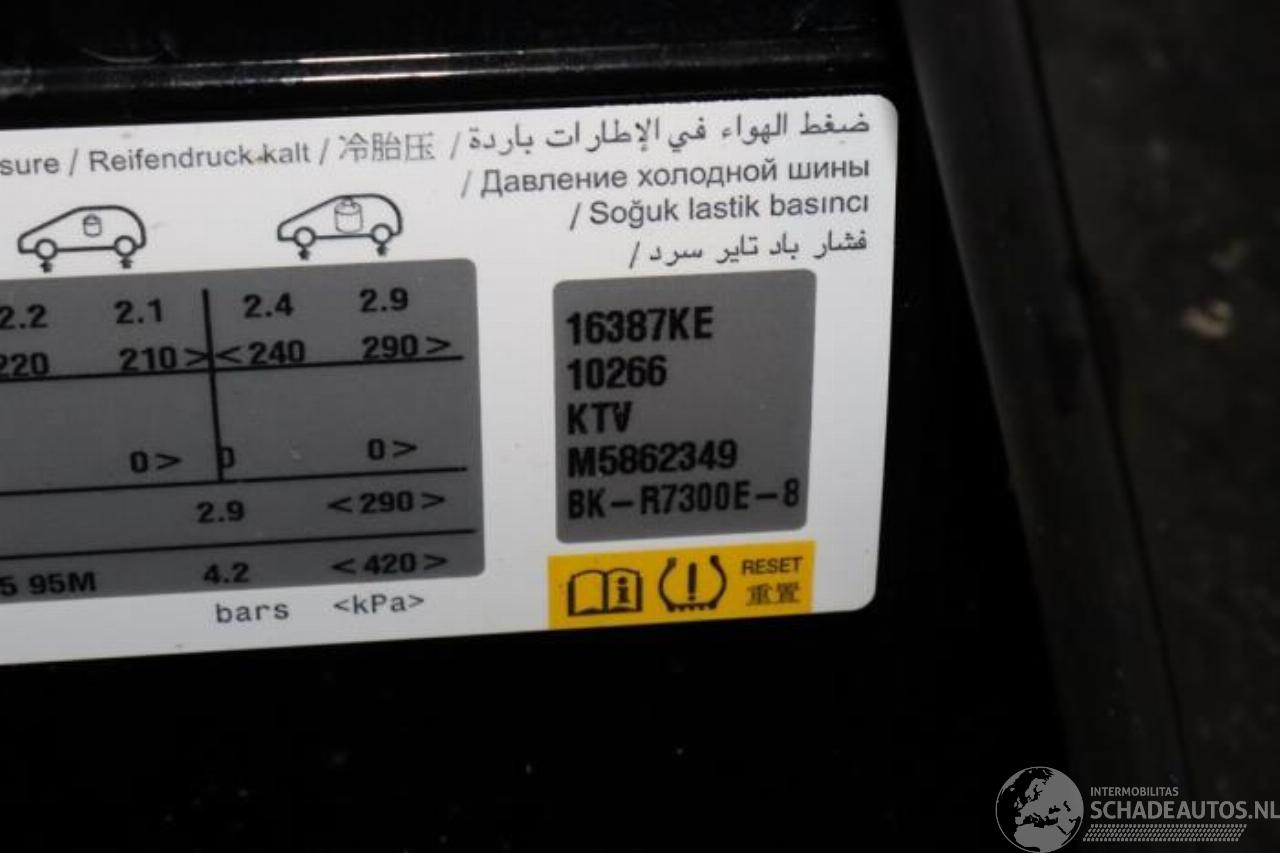 sure / Reifendruck kalt / 冷胎压 / ضغط الهواء في الإطارات باردة
/ Давление холодной шины
/ Soğuk lastik basıncı
/ فشار باد تایر سرد
2.2 2.1 2.4 2.9
220 210> <240 290>
0> 0 0>
2.9 <290>
5 95M 4.2 <420>
bars <kPa>
16387KE
10266
KTV
M5862349
BK-R7300E-8
RESET
重置
INTERMOBILITAS
SCHADEAUTOS.NL